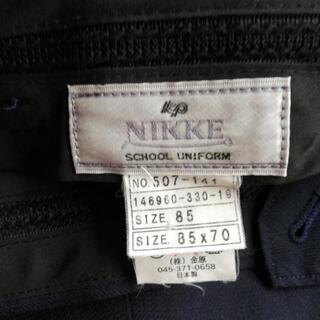 NIKKE
SCHOOL UNIFORM
NO. 507-141
146960-330-19
SIZE. 85
SIZE. 85x70
(株) 金原
045-371-0658
日本製